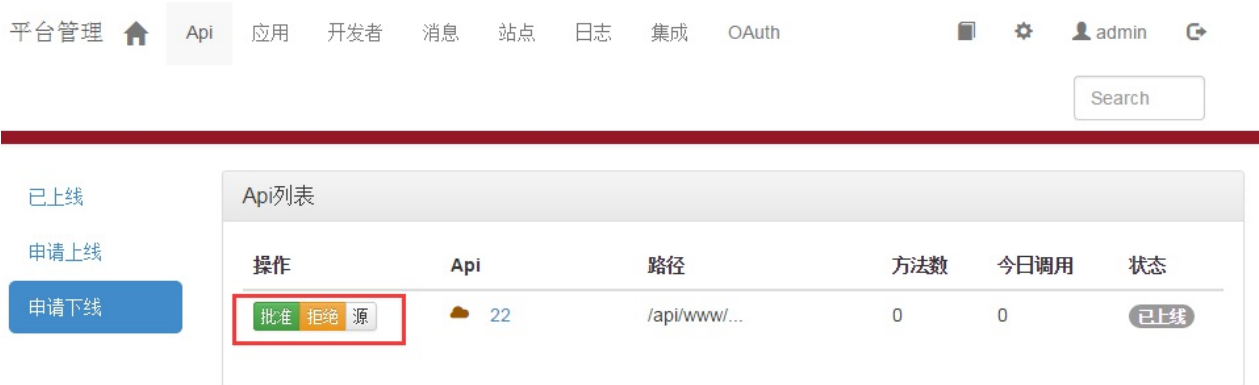 平台管理 Api 应用 开发者 消息 站点 日志 集成 OAuth admin
Search
已上线
申请上线
申请下线
Api列表
操作 Api 路径 方法数 今日调用 状态
批准 拒绝 源 22 /api/www/... 0 0 已上线